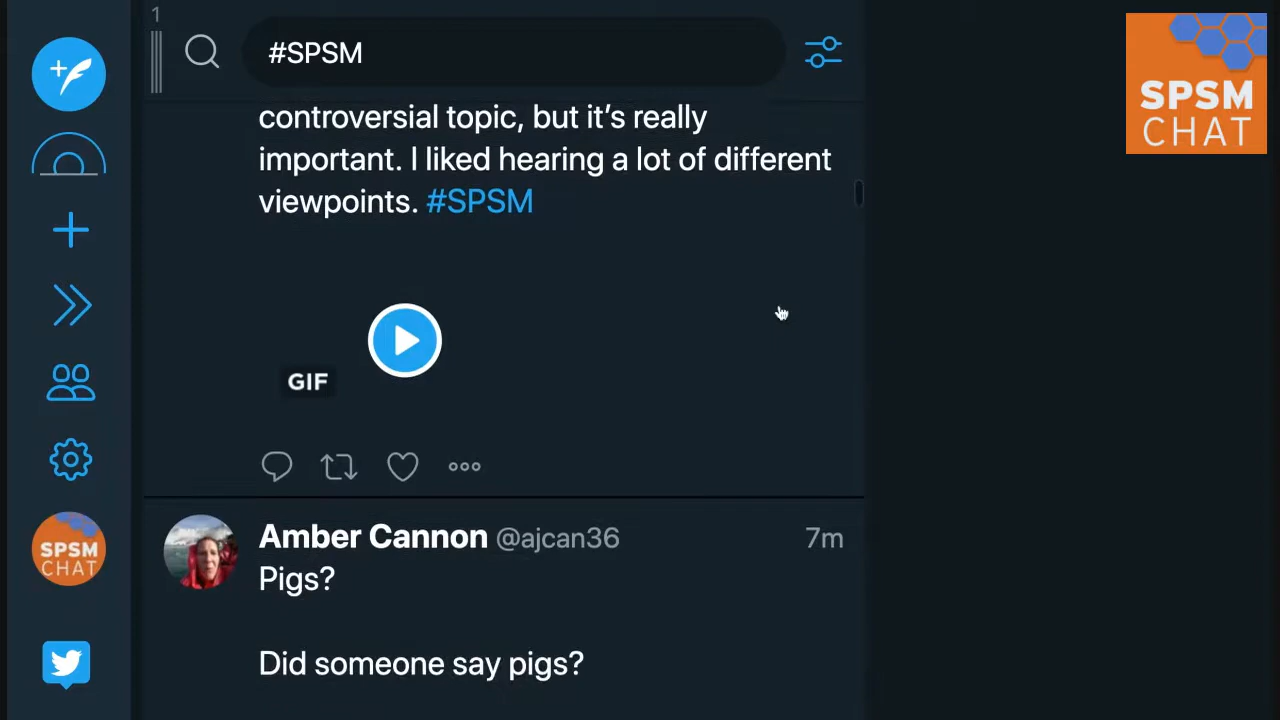 1
#SPSM
SPSM
CHAT
controversial topic, but it’s really
important. I liked hearing a lot of different
viewpoints. #SPSM
GIF
Amber Cannon @ajcan36 7m
Pigs?
Did someone say pigs?
SPSM
CHAT